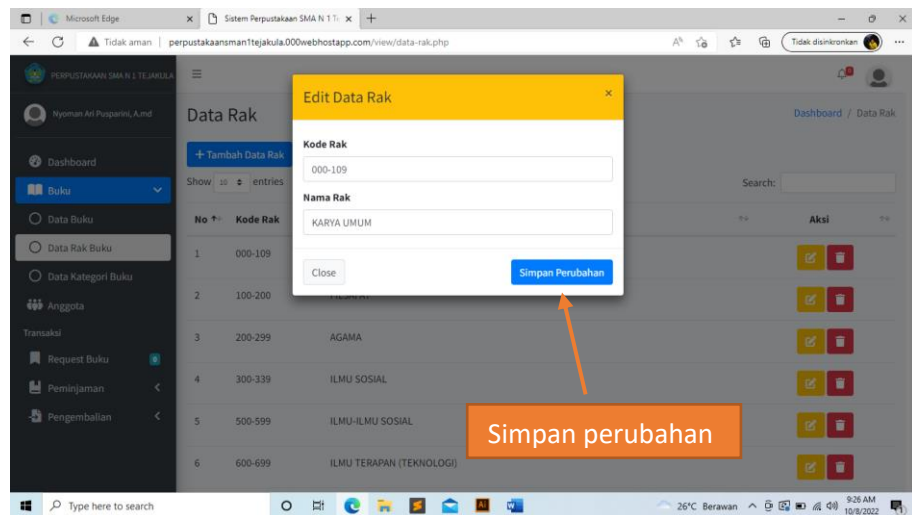 Microsoft Edge
Sistem Perpustakaan SMA N 1 T
Tidak aman | perpustakaansman1tejakula.000webhostapp.com/view/data-rak.php
Tidak disinkronkan
PERPUSTAKAAN SMA N 1 TEJAKULA
Nyoman Ari Pusparini, A.md
Dashboard
Buku
Data Buku
Data Rak Buku
Data Kategori Buku
Anggota
Transaksi
Request Buku 0
Peminjaman
Pengembalian
Data Rak
Dashboard / Data Rak
+ Tambah Data Rak
Show 10 entries
Search:
No Kode Rak Aksi
1 000-109
2 100-200 FILSAFAT
3 200-299 AGAMA
4 300-339 ILMU SOSIAL
5 500-599 ILMU-ILMU SOSIAL
6 600-699 ILMU TERAPAN (TEKNOLOGI)
Edit Data Rak ×
Kode Rak
000-109
Nama Rak
KARYA UMUM
Close Simpan Perubahan
Simpan perubahan
Type here to search
26°C Berawan
9:26 AM
10/8/2022